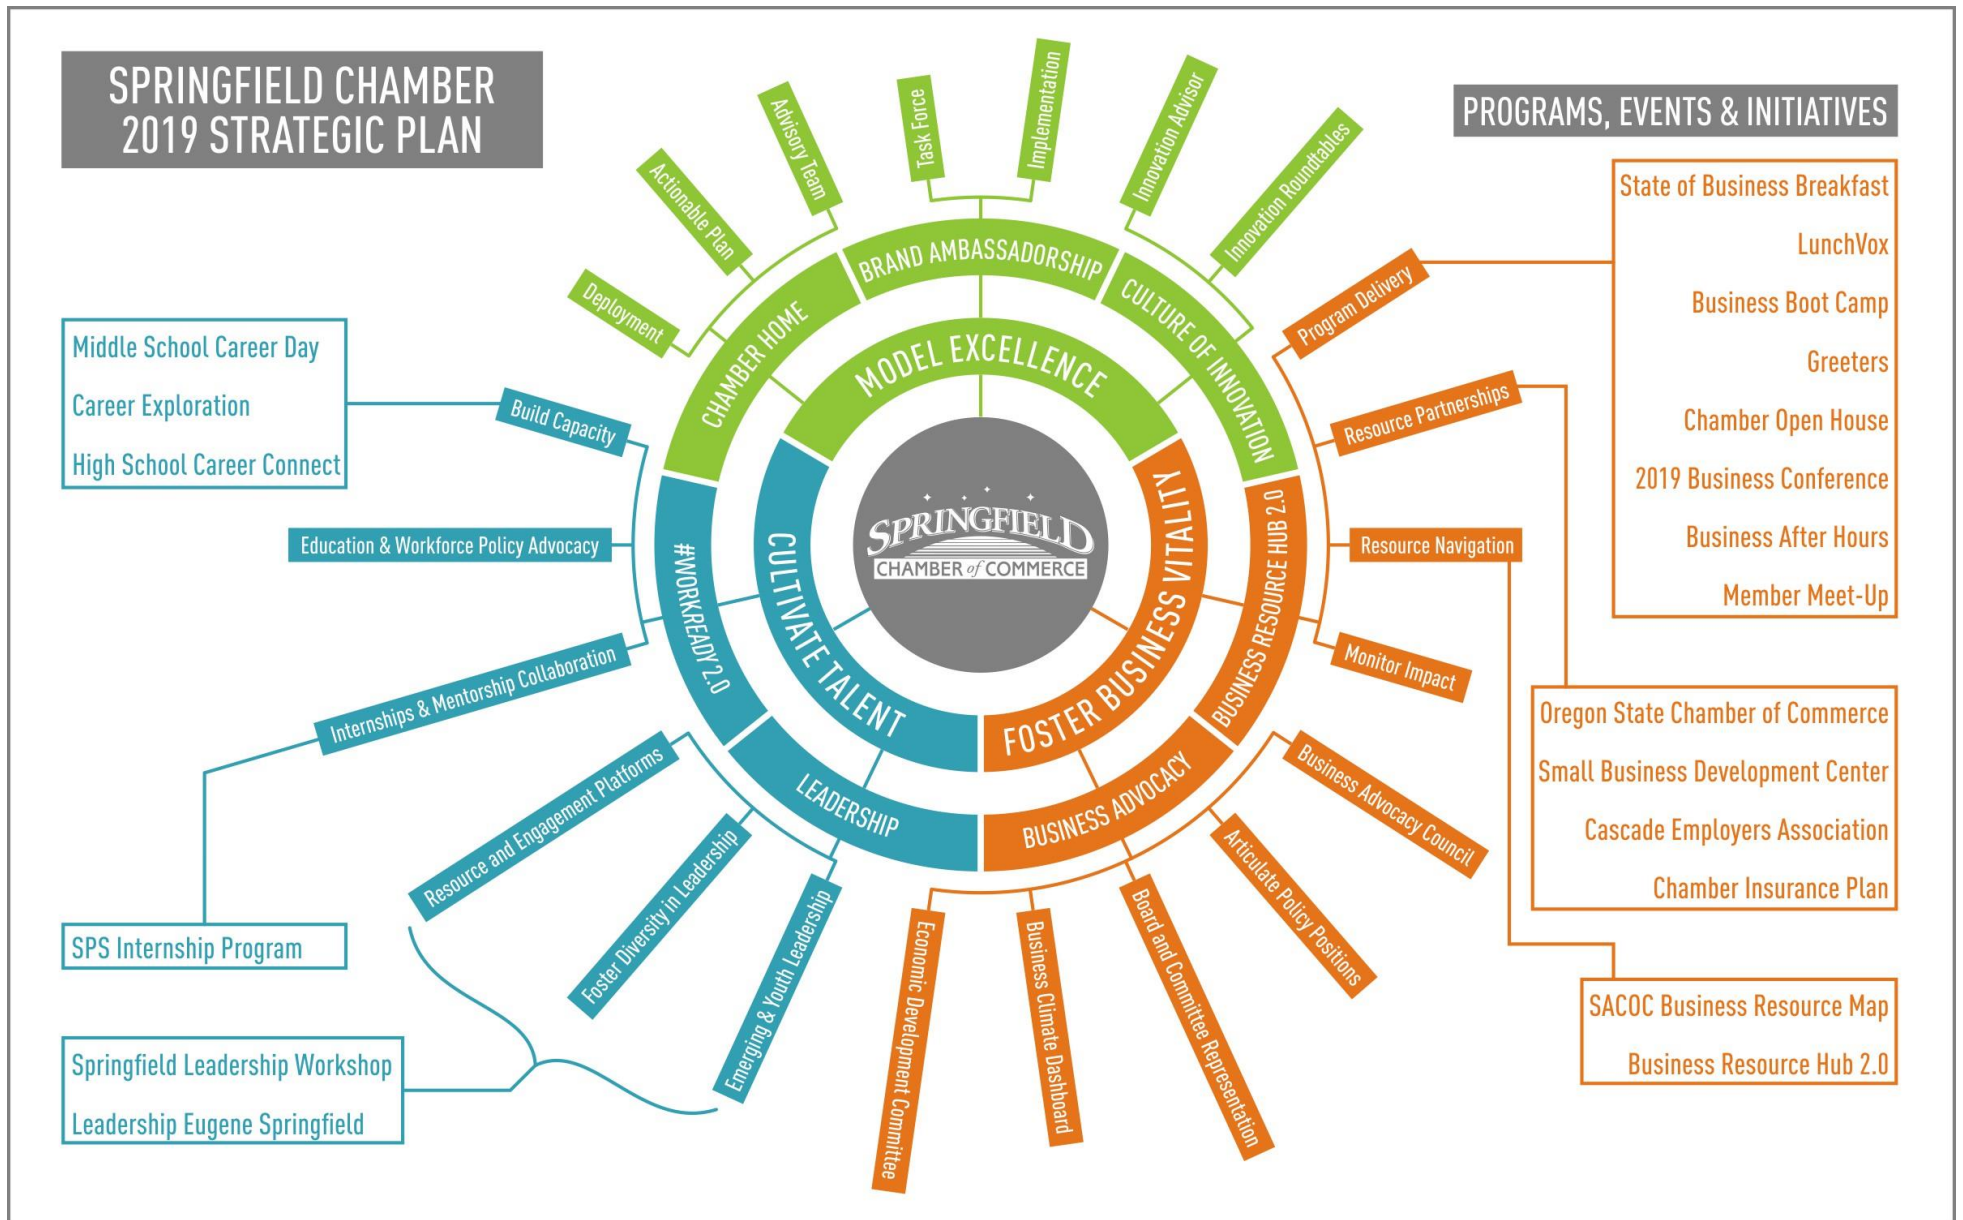 SPRINGFIELD CHAMBER
2019 STRATEGIC PLAN
PROGRAMS, EVENTS & INITIATIVES
Deployment
Actionable Plan
Advisory Team
Task Force
Implementation
Innovation Advisor
Innovation Roundtables
CHAMBER HOME
BRAND AMBASSADORSHIP
CULTURE OF INNOVATION
MODEL EXCELLENCE
SPRINGFIELD
CHAMBER of COMMERCE
CULTIVATE TALENT
FOSTER BUSINESS VITALITY
#WORKREADY 2.0
LEADERSHIP
BUSINESS ADVOCACY
BUSINESS RESOURCE HUB 2.0
Middle School Career Day
Career Exploration
High School Career Connect
Build Capacity
Education & Workforce Policy Advocacy
Internships & Mentorship Collaboration
SPS Internship Program
Resource and Engagement Platforms
Foster Diversity in Leadership
Emerging & Youth Leadership
Springfield Leadership Workshop
Leadership Eugene Springfield
Economic Development Committee
Business Climate Dashboard
Board and Committee Representation
Articulate Policy Positions
Business Advocacy Council
Program Delivery
Resource Partnerships
Resource Navigation
Monitor Impact
State of Business Breakfast
LunchVox
Business Boot Camp
Greeters
Chamber Open House
2019 Business Conference
Business After Hours
Member Meet-Up
Oregon State Chamber of Commerce
Small Business Development Center
Cascade Employers Association
Chamber Insurance Plan
SACOC Business Resource Map
Business Resource Hub 2.0